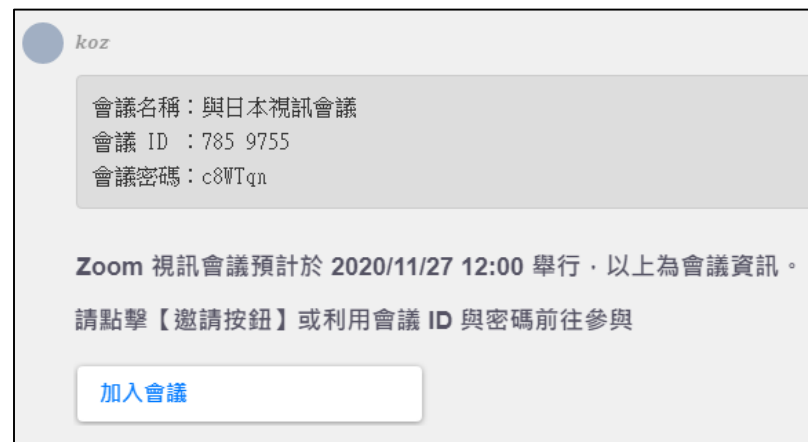 koz
會議名稱：與日本視訊會議
會議 ID ：785 9755
會議密碼：c8WTqn
Zoom 視訊會議預計於 2020/11/27 12:00 舉行，以上為會議資訊。
請點擊【邀請按鈕】或利用會議 ID 與密碼前往參與
加入會議